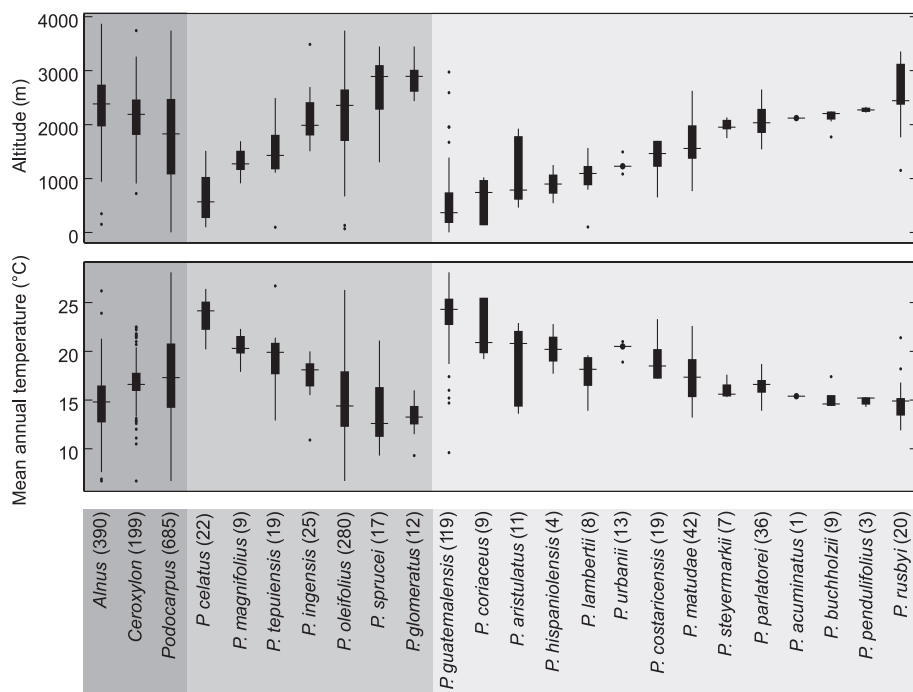 Altitude (m)
4000
3000
2000
1000
0
Mean annual temperature (°C)
25
20
15
10
Alnus (390)
Ceroxylon (199)
Podocarpus (685)
P celatus (22)
P. magnifolius (9)
P. tepuiensis (19)
P. ingensis (25)
P. oleifolius (280)
P. sprucei (17)
P. glomeratus (12)
P. guatemalensis (119)
P. coriaceus (9)
P. aristulatus (11)
P. hispaniolensis (4)
P. lambertii (8)
P. urbanii (13)
P. costaricensis (19)
P. matudae (42)
P. steyermarkii (7)
P. parlatorei (36)
P. acuminatus (1)
P. buchholzii (9)
P. pendulifolius (3)
P. rusbyi (20)